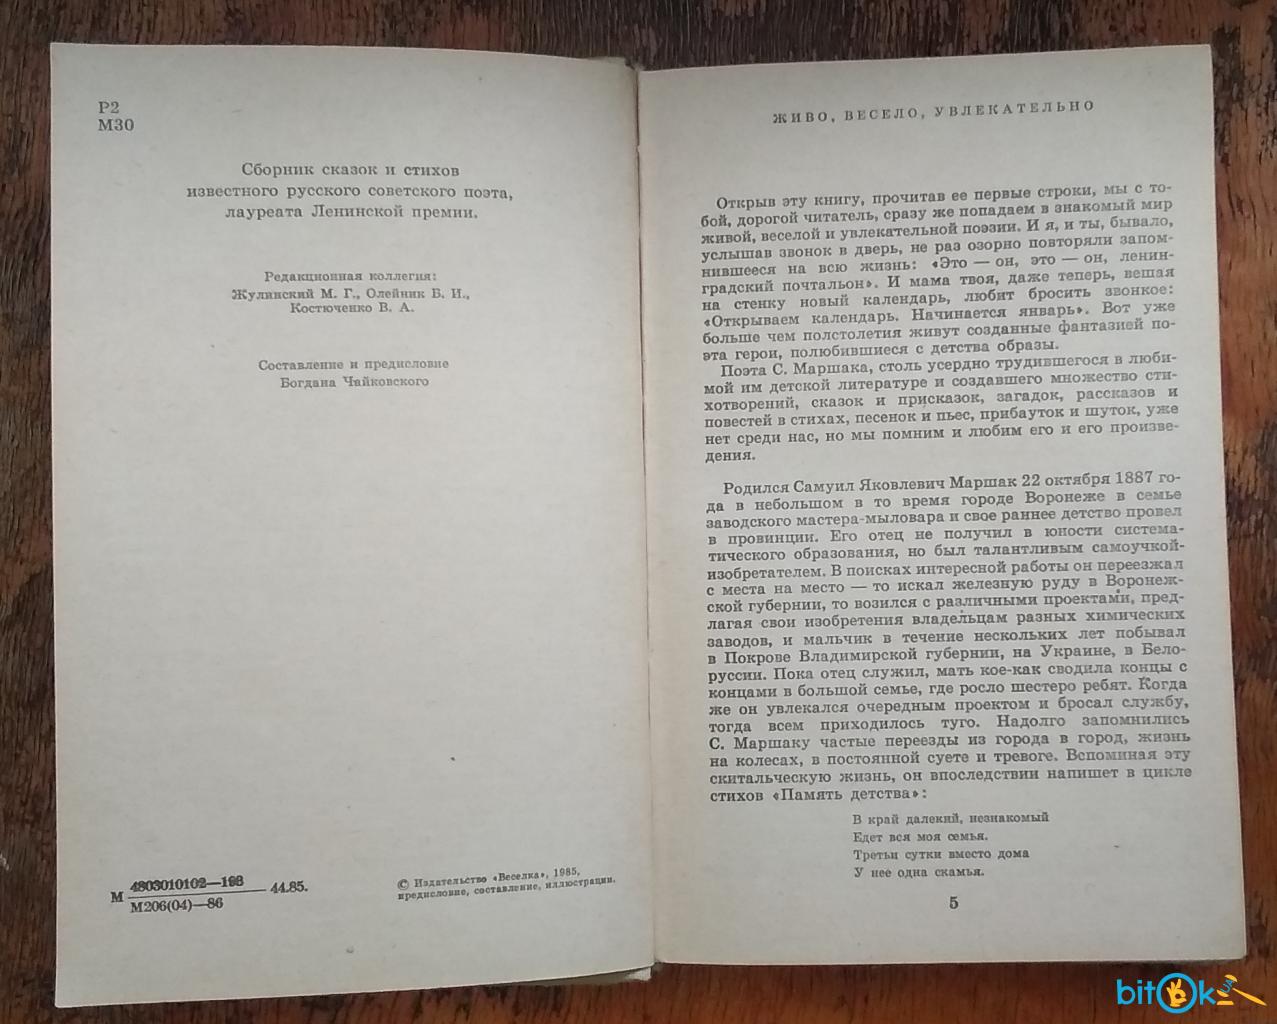 Р2
М30
Сборник сказок и стихов
известного русского советского поэта,
лауреата Ленинской премии.
Редакционная коллегия:
Жулинский М. Г., Олейник Б. И.,
Костюченко В. А.
Составление и предисловие
Богдана Чайковского
М 4803010102—198 44.85.
М206(04)—86
© Издательство «Веселка», 1985,
предисловие, составление, иллюстрации.
ЖИВО, ВЕСЕЛО, УВЛЕКАТЕЛЬНО
Открыв эту книгу, прочитав ее первые строки, мы с то-
бой, дорогой читатель, сразу же попадаем в знакомый мир
живой, веселой и увлекательной поэзии. И я, и ты, бывало,
услышав звонок в дверь, не раз озорно повторяли запом-
нившееся на всю жизнь: «Это — он, это — он, ленин-
градский почтальон». И мама твоя, даже теперь, вешая
на стенку новый календарь, любит бросить звонкое:
«Открываем календарь. Начинается январь». Вот уже
больше чем полстолетия живут созданные фантазией по-
эта герои, полюбившиеся с детства образы.
Поэта С. Маршака, столь усердно трудившегося в люби-
мой им детской литературе и создавшего множество сти-
хотворений, сказок и присказок, загадок, рассказов и
повестей в стихах, песенок и пьес, прибауток и шуток, уже
нет среди нас, но мы помним и любим его и его произве-
дения.
Родился Самуил Яковлевич Маршак 22 октября 1887 го-
да в небольшом в то время городе Воронеже в семье
заводского мастера-мыловара и свое раннее детство провел
в провинции. Его отец не получил в юности система-
тического образования, но был талантливым самоучкой-
изобретателем. В поисках интересной работы он переезжал
с места на место — то искал железную руду в Воронеж-
ской губернии, то возился с различными проектами, пред-
лагая свои изобретения владельцам разных химических
заводов, и мальчик в течение нескольких лет побывал
в Покрове Владимирской губернии, на Украине, в Бело-
руссии. Пока отец служил, мать кое-как сводила концы с
концами в большой семье, где росло шестеро ребят. Когда
же он увлекался очередным проектом и бросал службу,
тогда всем приходилось туго. Надолго запомнились
С. Маршаку частые переезды из города в город, жизнь
на колесах, в постоянной суете и тревоге. Вспоминая эту
скитальческую жизнь, он впоследствии напишет в цикле
стихов «Память детства»:
В край далекий, незнакомый
Едет вся моя семья.
Третьи сутки вместо дома
У нее одна скамья.
5
bitOk UA